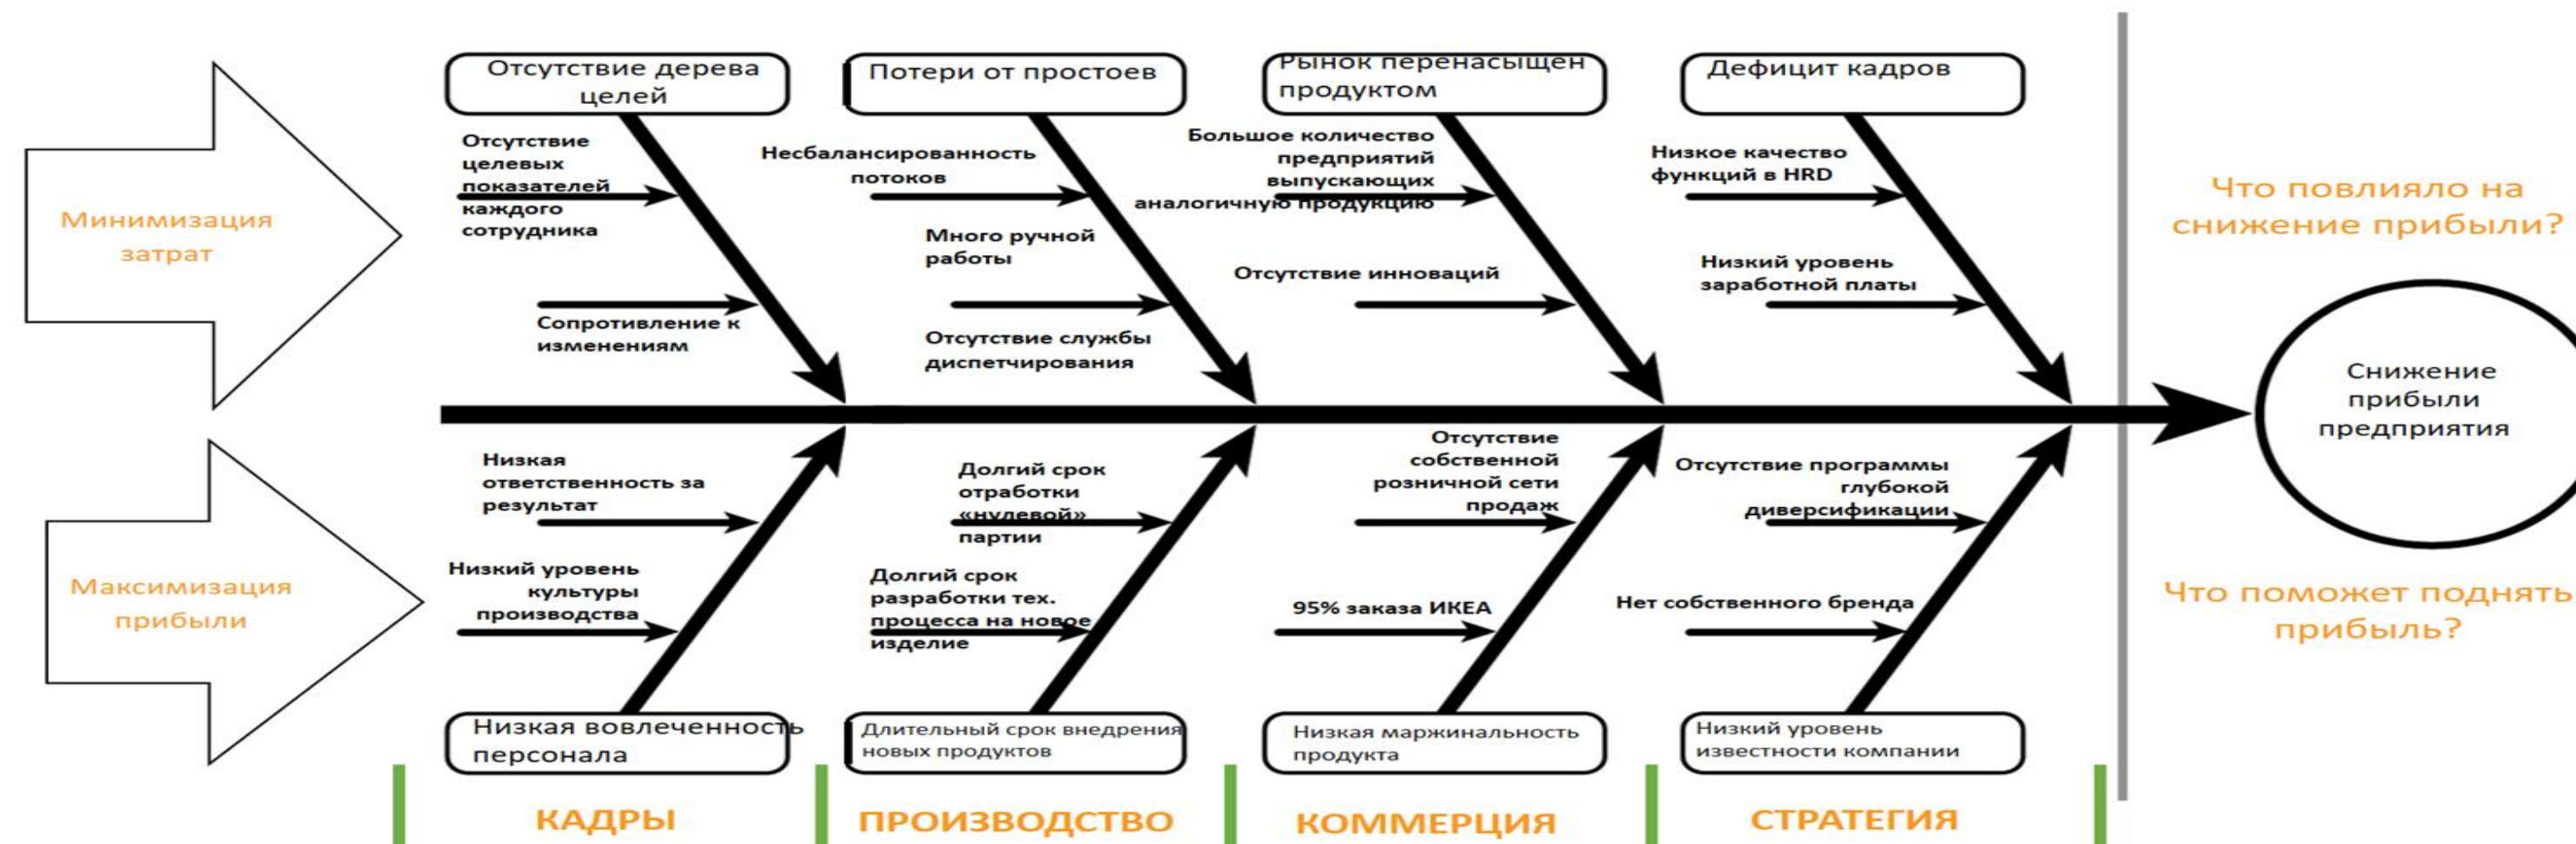 Минимизация
затрат
Максимизация
прибыли
Отсутствие дерева
целей
Отсутствие
целевых
показателей
каждого
сотрудника
Сопротивление к
изменениям
Потери от простоев
Несбалансированность
потоков
Много ручной
работы
Отсутствие службы
диспетчирования
Рынок перенасыщен
продуктом
Большое количество
предприятий
выпускающих
аналогичную продукцию
Отсутствие инноваций
Дефицит кадров
Низкое качество
функций в HRD
Низкий уровень
заработной платы
Низкая
ответственность за
результат
Низкий уровень
культуры
производства
Низкая вовлеченность
персонала
Долгий срок
отработки
«нулевой»
партии
Долгий срок
разработки тех.
процесса на новое
изделие
Длительный срок внедрения
новых продуктов
Отсутствие
собственной
розничной сети
продаж
95% заказа ИКЕА
Низкая маржинальность
продукта
Отсутствие программы
глубокой
диверсификации
Нет собственного бренда
Низкий уровень
известности компании
КАДРЫ
ПРОИЗВОДСТВО
КОММЕРЦИЯ
СТРАТЕГИЯ
Что повлияло на
снижение прибыли?
Снижение
прибыли
предприятия
Что поможет поднять
прибыль?